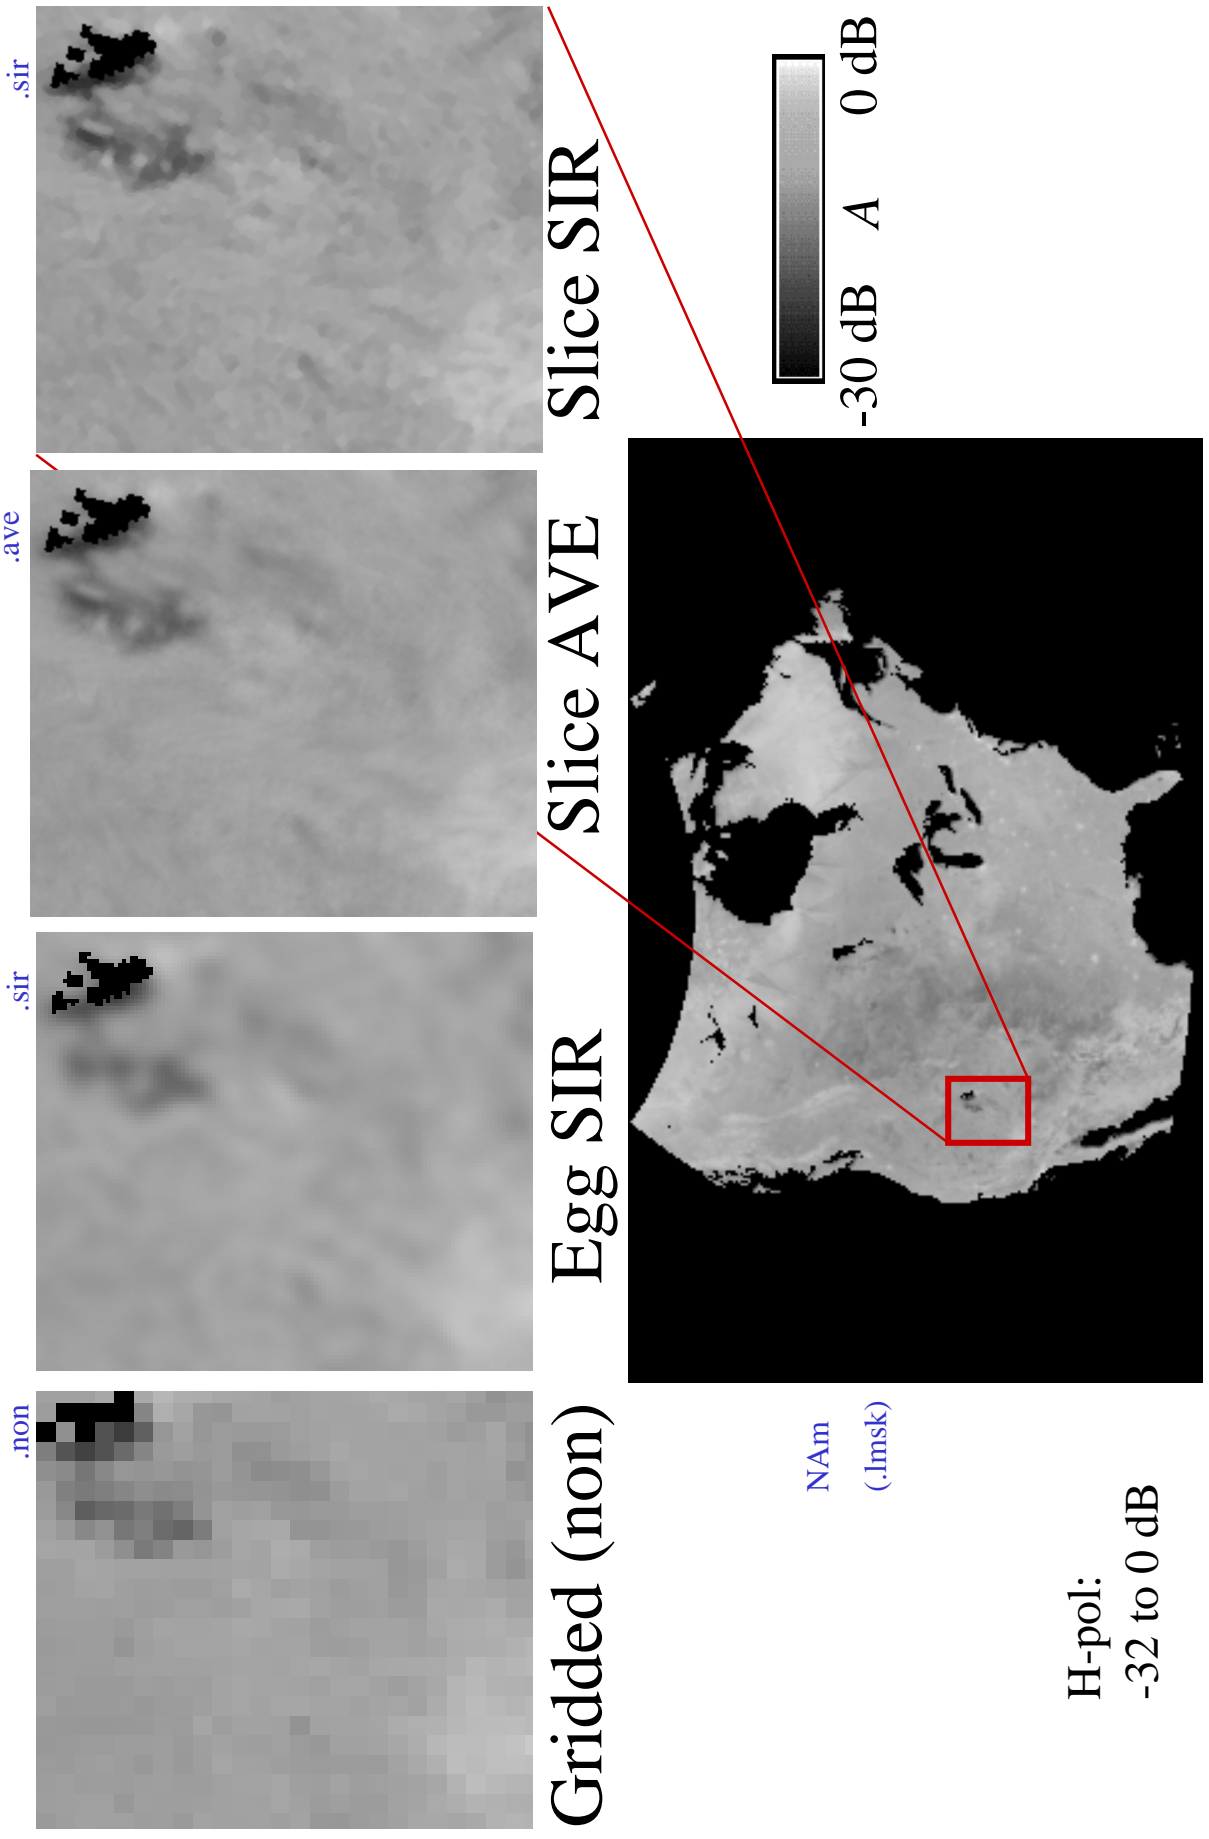 .non
.sir
.ave
.sir
Gridded (non)
Egg SIR
Slice AVE
Slice SIR
NAm
(.lmsk)
-30 dB A 0 dB
H-pol:
-32 to 0 dB